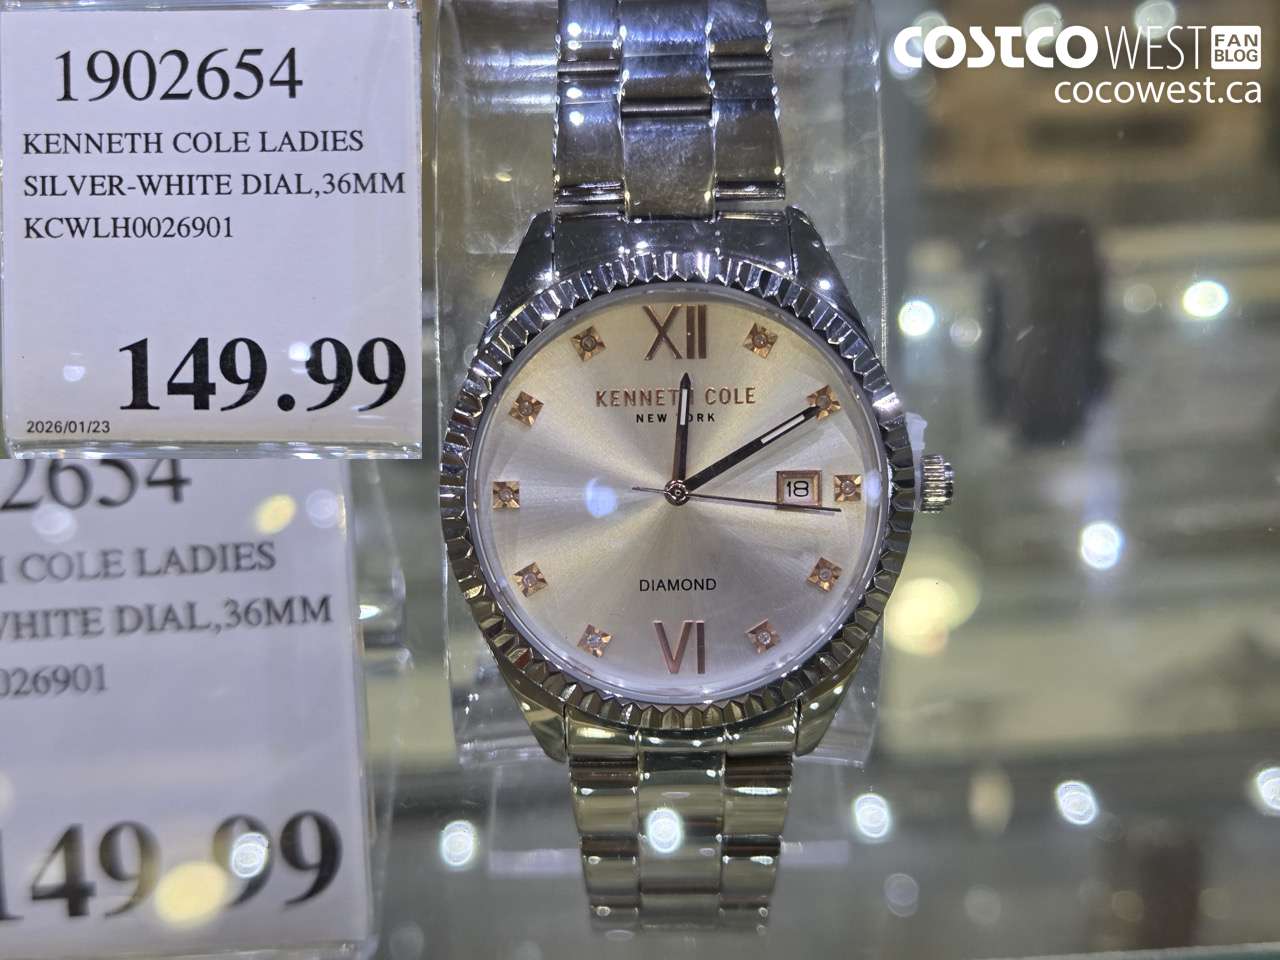 1902654
KENNETH COLE LADIES
SILVER-WHITE DIAL,36MM
KCWLH0026901
149.99
2026/01/23
COSTCO WEST FAN BLOG
cocowest.ca
XII
KENNETH COLE
NEW YORK
18
DIAMOND
VI
2654
COLE LADIES
WHITE DIAL,36MM
026901
149.99